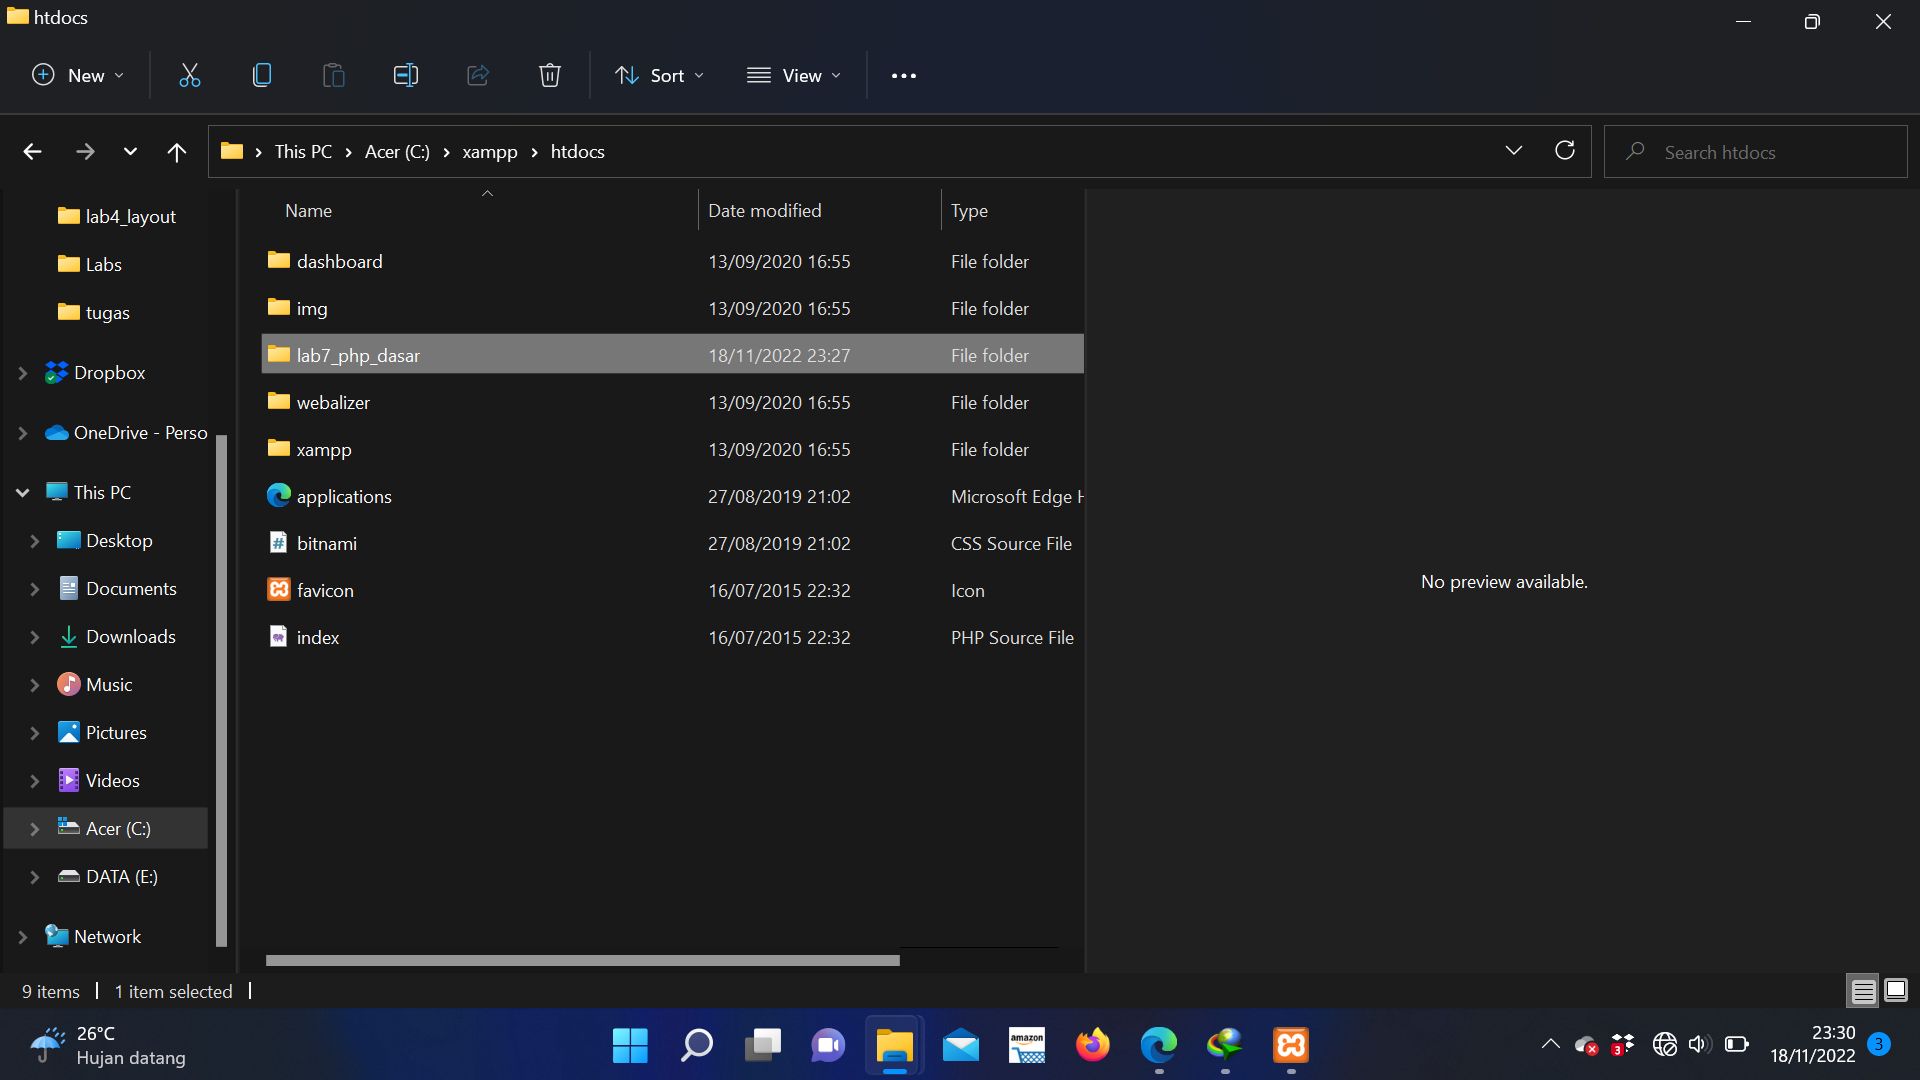 htdocs
New
Sort
View
This PC
Acer (C:)
xampp
htdocs
Search htdocs
lab4_layout
Labs
tugas
Dropbox
OneDrive - Perso
This PC
Desktop
Documents
Downloads
Music
Pictures
Videos
Acer (C:)
DATA (E:)
Network
Name Date modified Type
dashboard 13/09/2020 16:55 File folder
img 13/09/2020 16:55 File folder
lab7_php_dasar 18/11/2022 23:27 File folder
webalizer 13/09/2020 16:55 File folder
xampp 13/09/2020 16:55 File folder
applications 27/08/2019 21:02 Microsoft Edge H
bitnami 27/08/2019 21:02 CSS Source File
favicon 16/07/2015 22:32 Icon
index 16/07/2015 22:32 PHP Source File
No preview available.
9 items 1 item selected
26°C
Hujan datang
amazon
3
23:30
18/11/2022
3